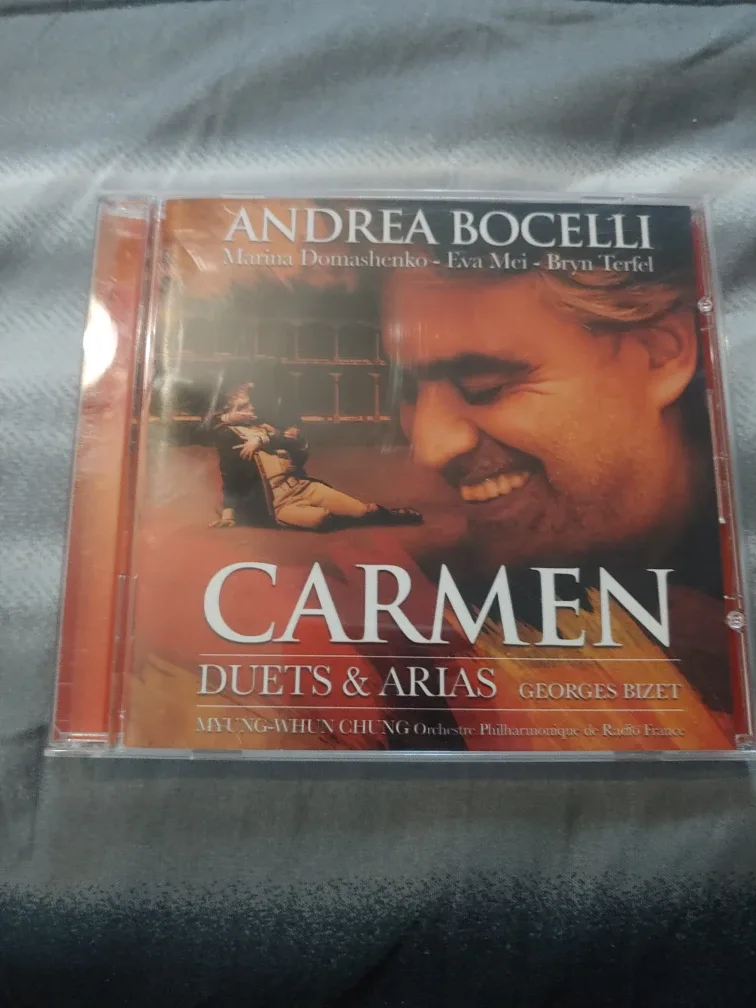 ANDREA BOCELLI
Marina Domashenko - Eva Mei - Bryn Terfel
CARMEN
DUETS & ARIAS GEORGES BIZET
MYUNG-WHUN CHUNG Orchestre Philharmonique de Radio France